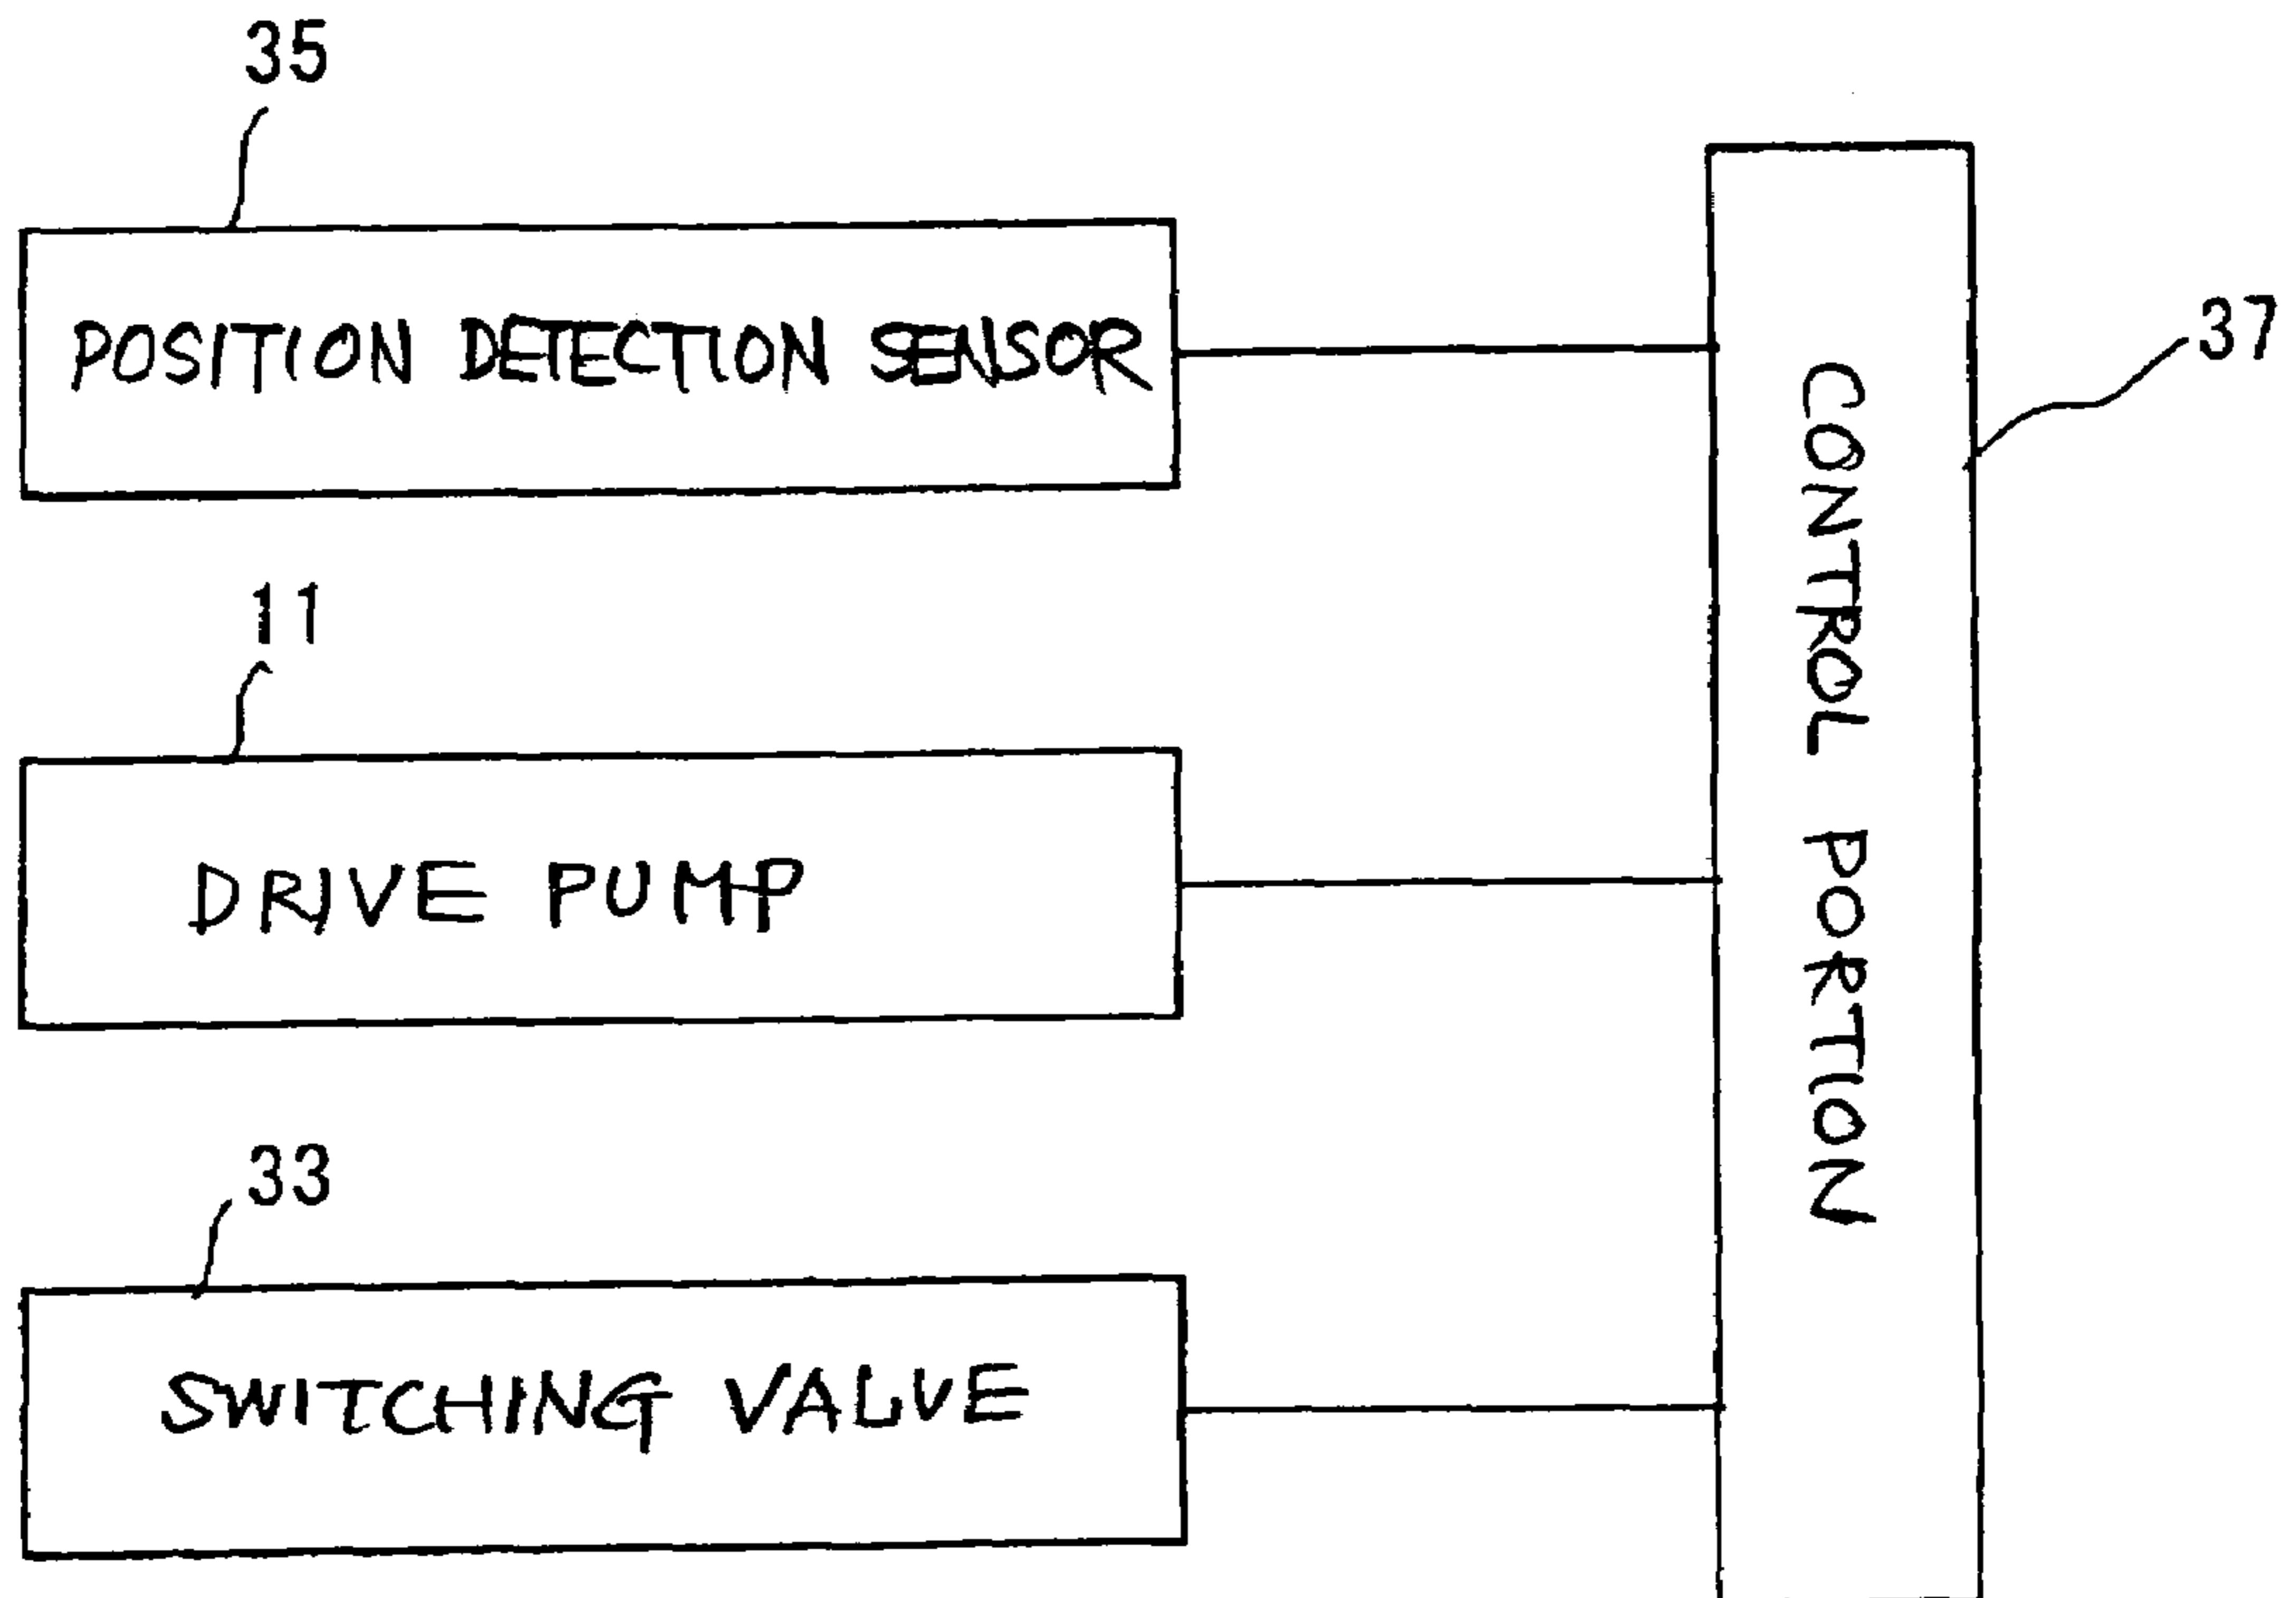 35
POSITION DETECTION SENSOR
37
CONTROL PORTION
11
DRIVE PUMP
33
SWITCHING VALVE